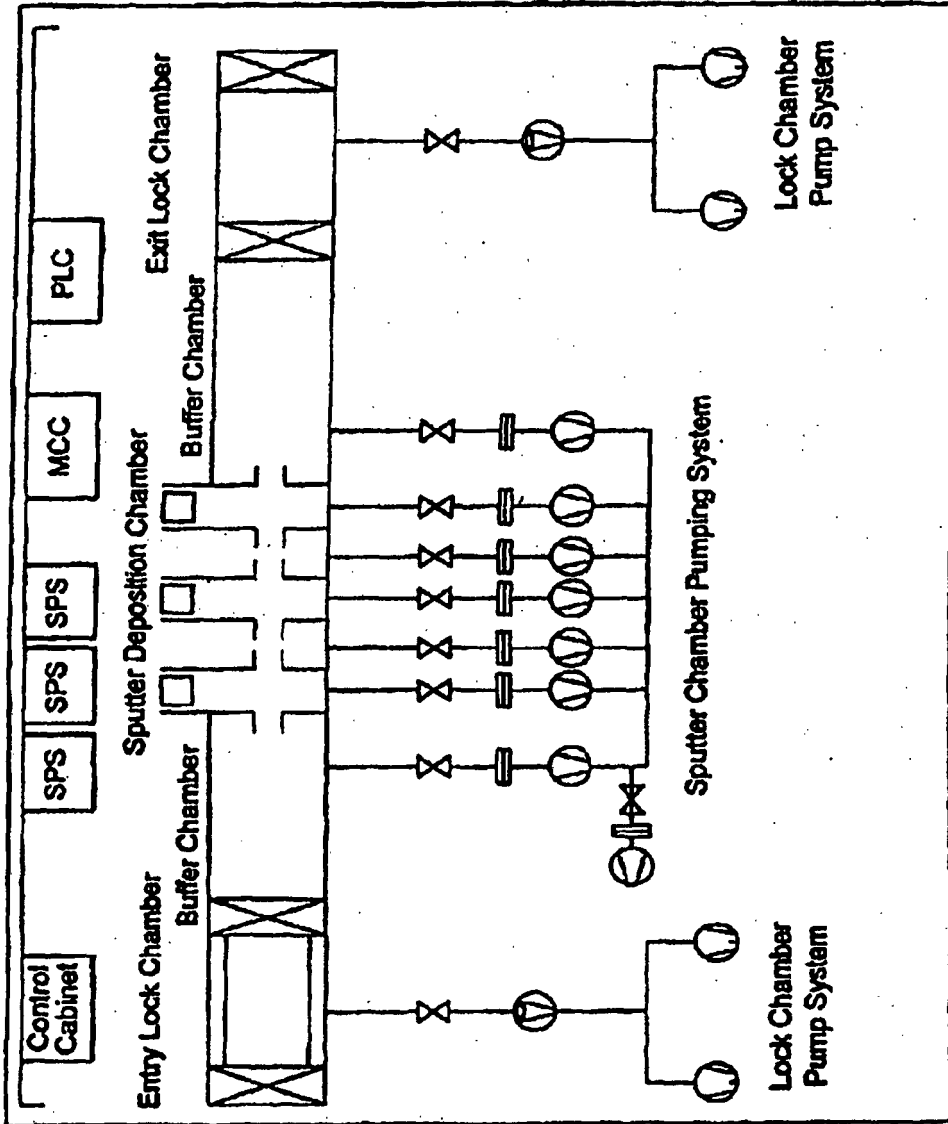 Control
Cabinet
SPS
SPS
SPS
MCC
PLC
Entry Lock Chamber
Buffer Chamber
Sputter Deposition Chamber
Buffer Chamber
Exit Lock Chamber
Lock Chamber
Pump System
Sputter Chamber Pumping System
Lock Chamber
Pump System